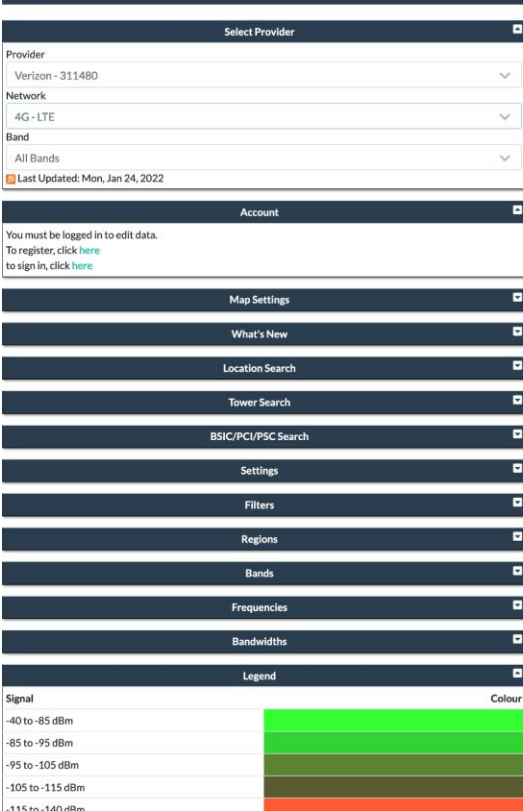 Select Provider
Provider
Verizon - 311480
Network
4G - LTE
Band
All Bands
Last Updated: Mon, Jan 24, 2022
Account
You must be logged in to edit data.
To register, click here
to sign in, click here
Map Settings
What's New
Location Search
Tower Search
BSIC/PCI/PSC Search
Settings
Filters
Regions
Bands
Frequencies
Bandwidths
Legend
Signal Colour
-40 to -85 dBm
-85 to -95 dBm
-95 to -105 dBm
-105 to -115 dBm
-115 to -140 dBm